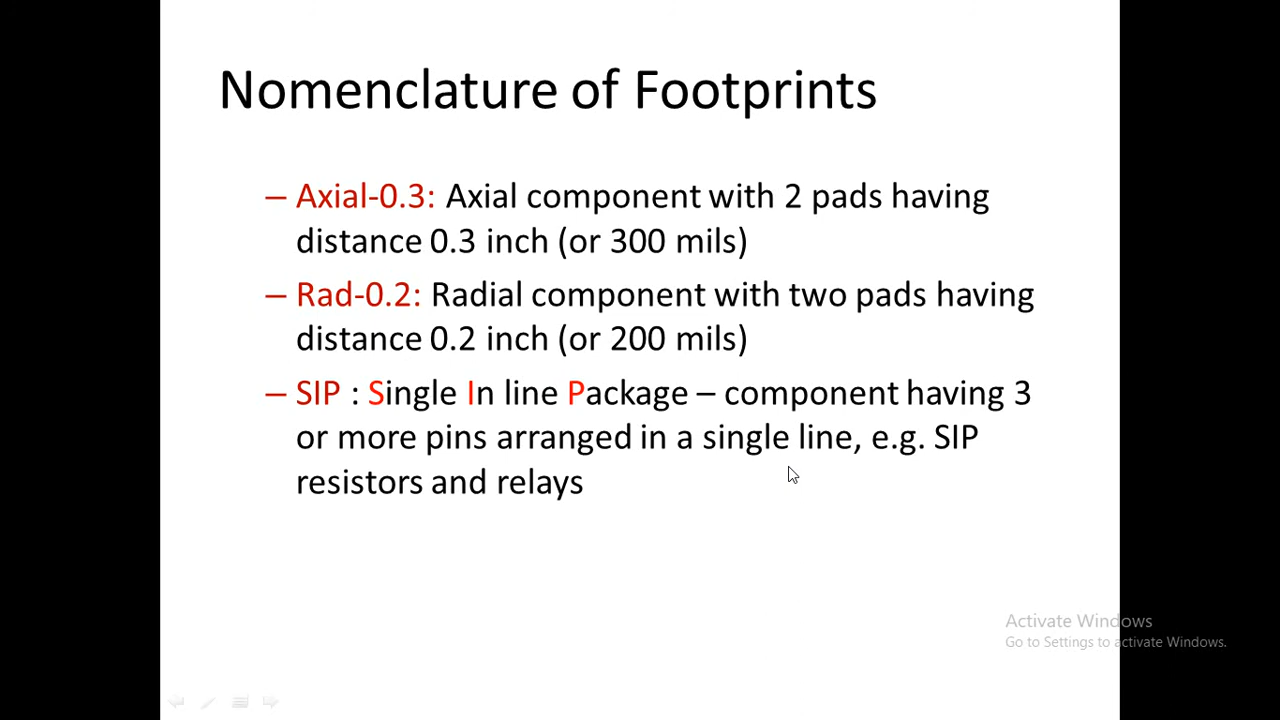 Nomenclature of Footprints
– Axial-0.3: Axial component with 2 pads having
distance 0.3 inch (or 300 mils)
– Rad-0.2: Radial component with two pads having
distance 0.2 inch (or 200 mils)
– SIP : Single In line Package – component having 3
or more pins arranged in a single line, e.g. SIP
resistors and relays
Activate Windows
Go to Settings to activate Windows.